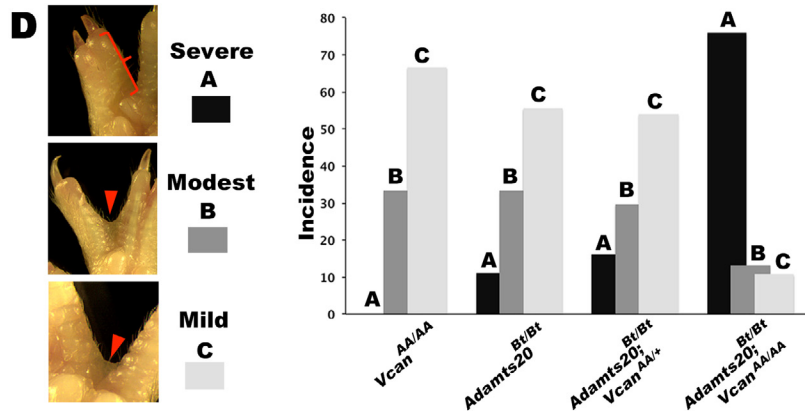 D
Severe
A
Modest
B
Mild
C
Incidence
80
70
60
50
40
30
20
10
0
A
B
C
A
B
C
A
B
C
A
B
C
Vcan AA/AA
Adamts20 Bt/Bt
Adamts20; Bt/Bt
Vcan AA/+
Adamts20; Bt/Bt
Vcan AA/AA